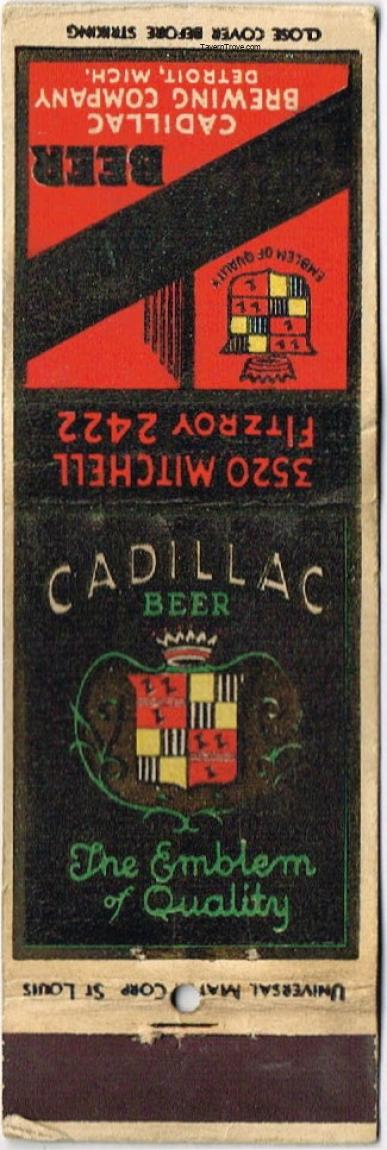 CLOSE COVER BEFORE STRIKING
TavernTrove.com
BEER
CADILLAC
BREWING COMPANY
DETROIT, MICH.
EMBLEM OF QUALITY
3520 MITCHELL
FITZROY 2422
CADILLAC
BEER
The Emblem
of Quality
UNIVERSAL CORP ST LOUIS